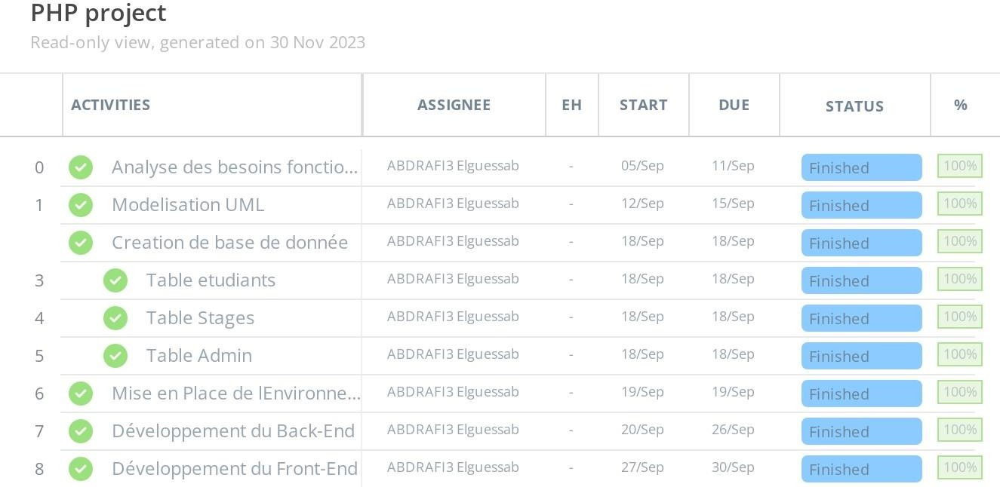 PHP project
Read-only view, generated on 30 Nov 2023
ACTIVITIES ASSIGNEE EH START DUE STATUS %
0 Analyse des besoins fonctio... ABDRAFI3 Elguessab - 05/Sep 11/Sep Finished 100%
1 Modelisation UML ABDRAFI3 Elguessab - 12/Sep 15/Sep Finished 100%
Creation de base de donnée ABDRAFI3 Elguessab - 18/Sep 18/Sep Finished 100%
3 Table etudiants ABDRAFI3 Elguessab - 18/Sep 18/Sep Finished 100%
4 Table Stages ABDRAFI3 Elguessab - 18/Sep 18/Sep Finished 100%
5 Table Admin ABDRAFI3 Elguessab - 18/Sep 18/Sep Finished 100%
6 Mise en Place de lEnvironne... ABDRAFI3 Elguessab - 19/Sep 19/Sep Finished 100%
7 Développement du Back-End ABDRAFI3 Elguessab - 20/Sep 26/Sep Finished 100%
8 Développement du Front-End ABDRAFI3 Elguessab - 27/Sep 30/Sep Finished 100%